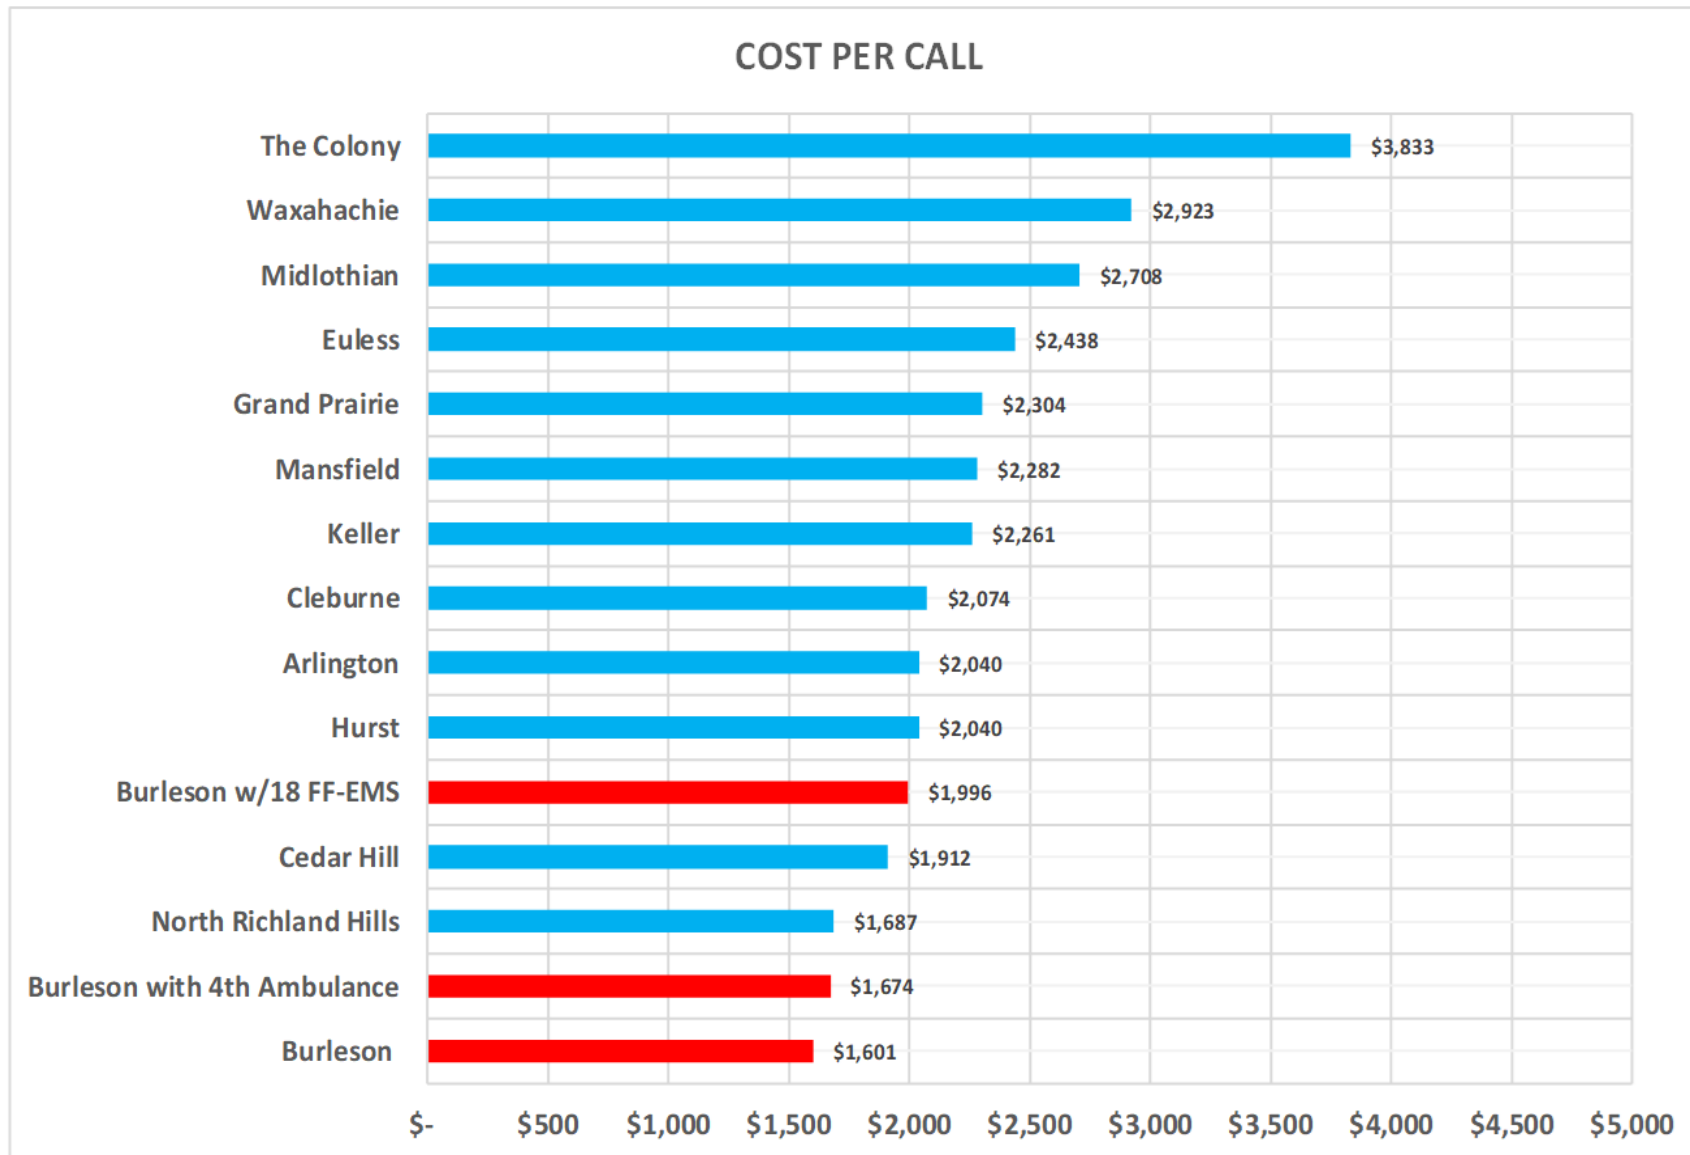 COST PER CALL
The Colony $3,833
Waxahachie $2,923
Midlothian $2,708
Euless $2,438
Grand Prairie $2,304
Mansfield $2,282
Keller $2,261
Cleburne $2,074
Arlington $2,040
Hurst $2,040
Burleson w/18 FF-EMS $1,996
Cedar Hill $1,912
North Richland Hills $1,687
Burleson with 4th Ambulance $1,674
Burleson $1,601
$- $500 $1,000 $1,500 $2,000 $2,500 $3,000 $3,500 $4,000 $4,500 $5,000